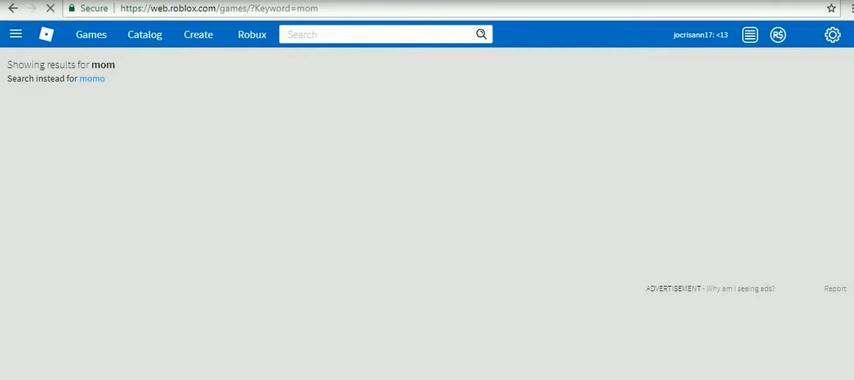 Secure | https://web.roblox.com/games/?Keyword=mom
Games Catalog Create Robux Search jocrisann17: <13 R$
Showing results for mom
Search instead for momo
ADVERTISEMENT - Why am I seeing ads? Report